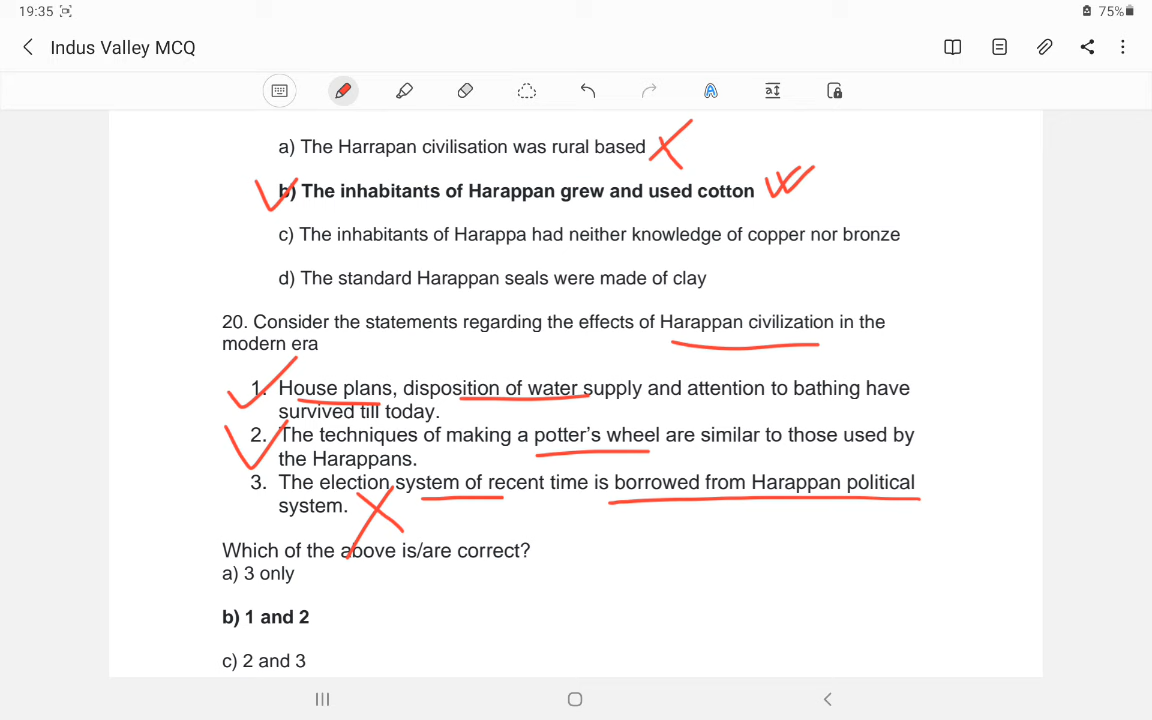 19:35 75%
Indus Valley MCQ
a) The Harrapan civilisation was rural based
b) The inhabitants of Harappan grew and used cotton
c) The inhabitants of Harappa had neither knowledge of copper nor bronze
d) The standard Harappan seals were made of clay
20. Consider the statements regarding the effects of Harappan civilization in the
modern era
1. House plans, disposition of water supply and attention to bathing have
survived till today.
2. The techniques of making a potter's wheel are similar to those used by
the Harappans.
3. The election system of recent time is borrowed from Harappan political
system.
Which of the above is/are correct?
a) 3 only
b) 1 and 2
c) 2 and 3